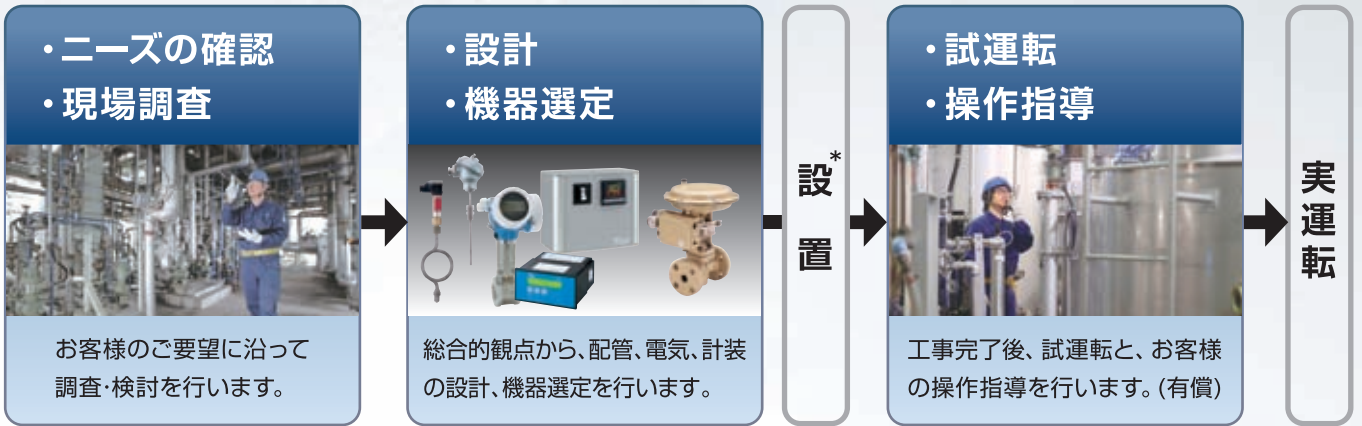 ・ニーズの確認
・現場調査
お客様のご要望に沿って
調査・検討を行います。
・設計
・機器選定
総合的観点から、配管、電気、計装
の設計、機器選定を行います。
設*置
・試運転
・操作指導
工事完了後、試運転と、お客様
の操作指導を行います。(有償)
実運転